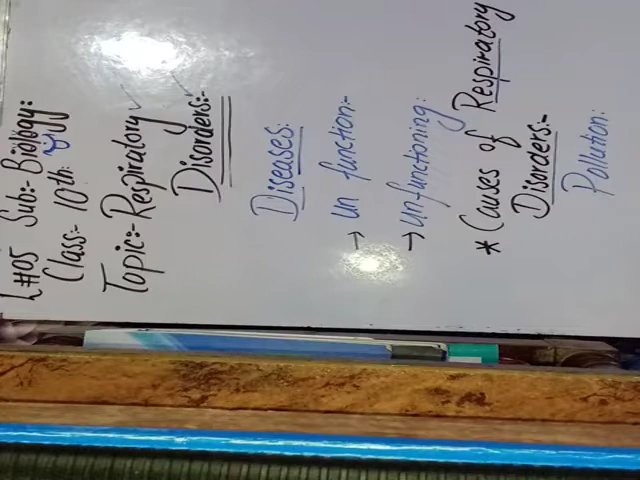 L#05 Sub:- Biology:
Class:- 10th:
Topic:- Respiratory
Disorders:-
Diseases:
→ un function:-
→ un functioning:
* Causes of Respiratory
Disorders:-
Pollution: